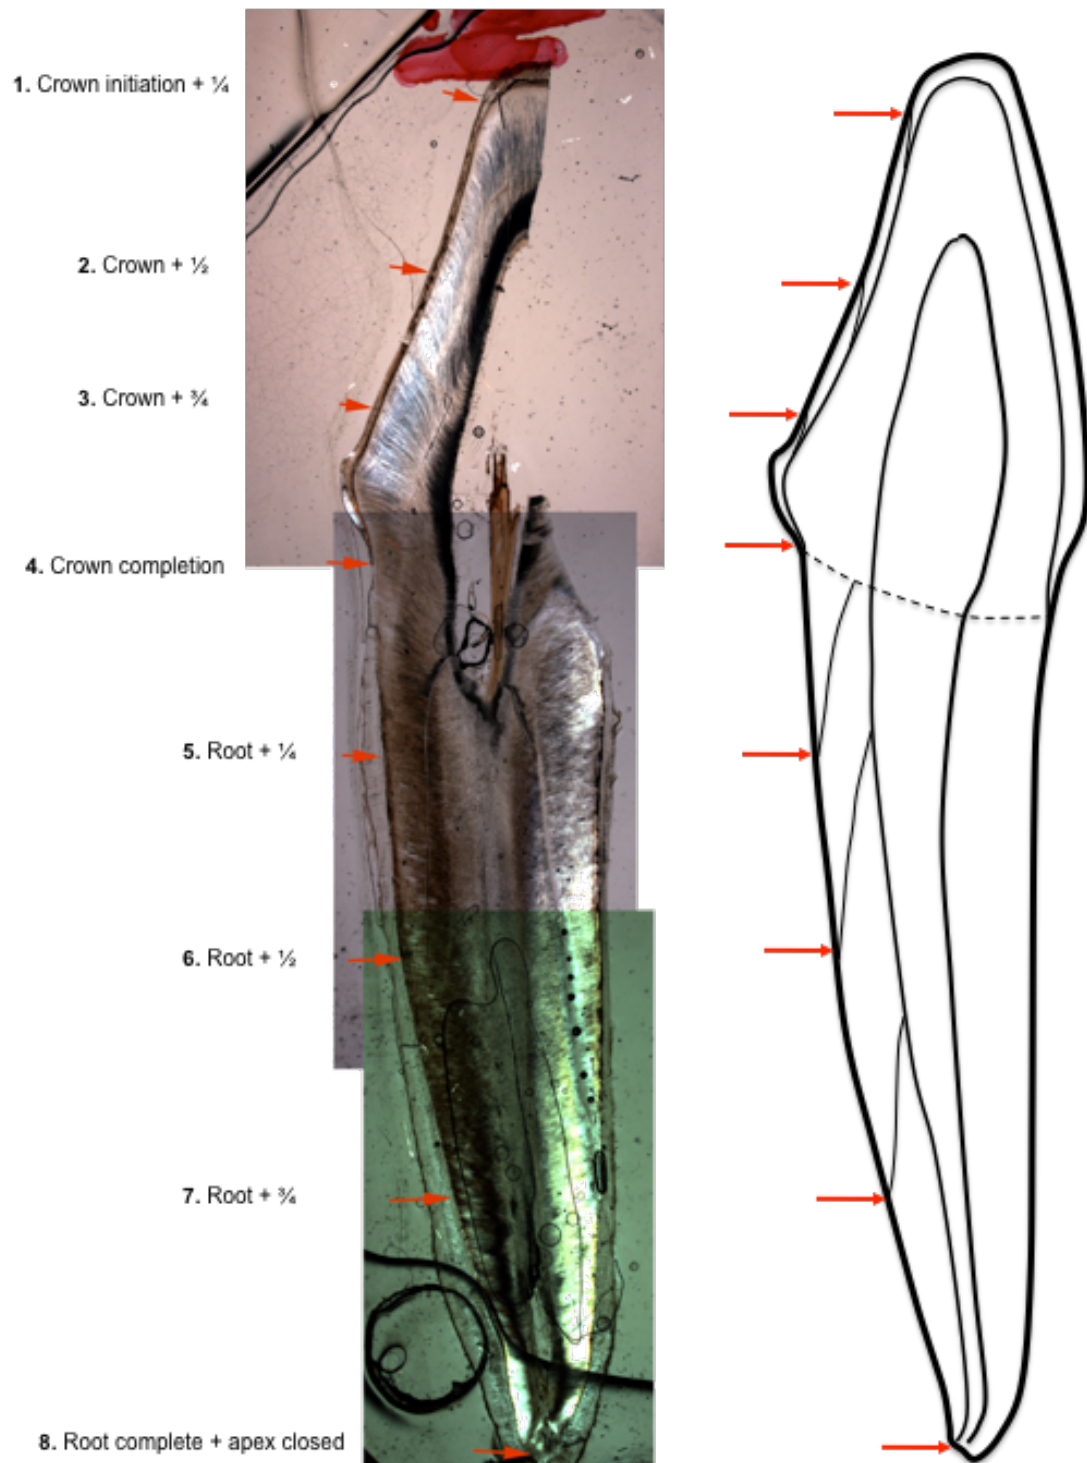 1. Crown initiation + ¼
2. Crown + ½
3. Crown + ¾
4. Crown completion
5. Root + ¼
6. Root + ½
7. Root + ¾
8. Root complete + apex closed